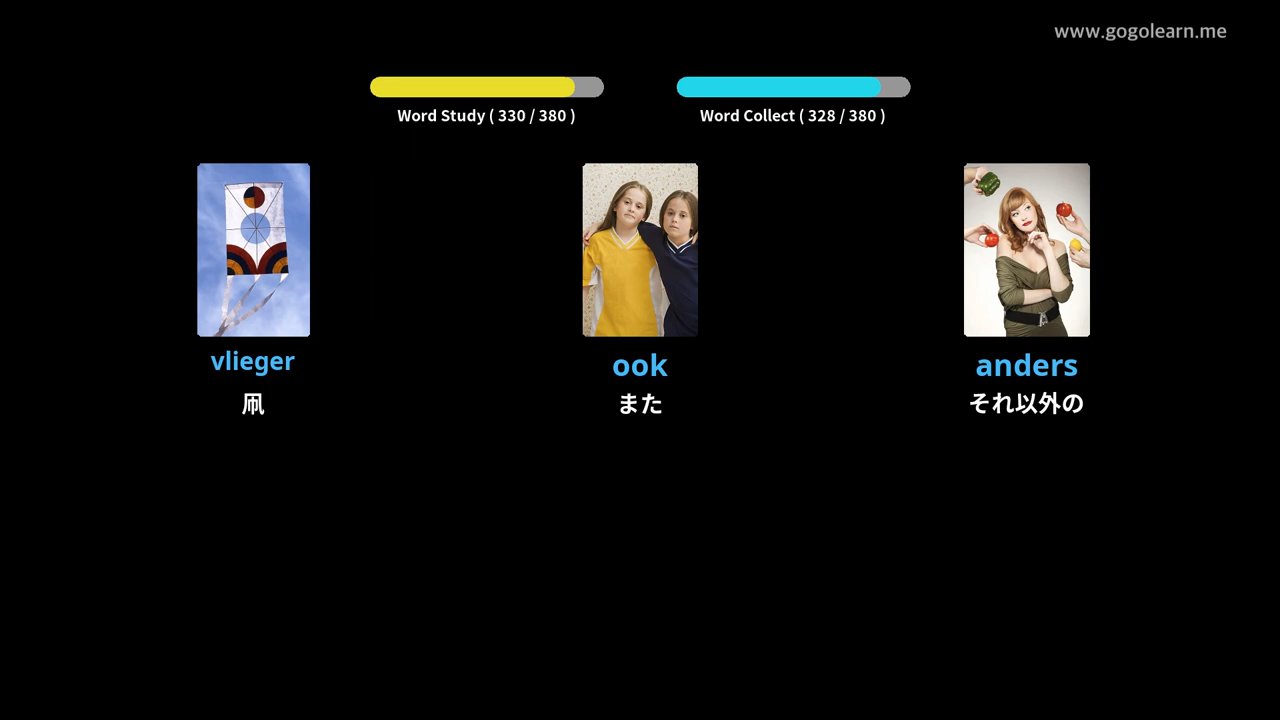 www.gogolearn.me
Word Study ( 330 / 380 )
Word Collect ( 328 / 380 )
vlieger
凧
ook
また
anders
それ以外の